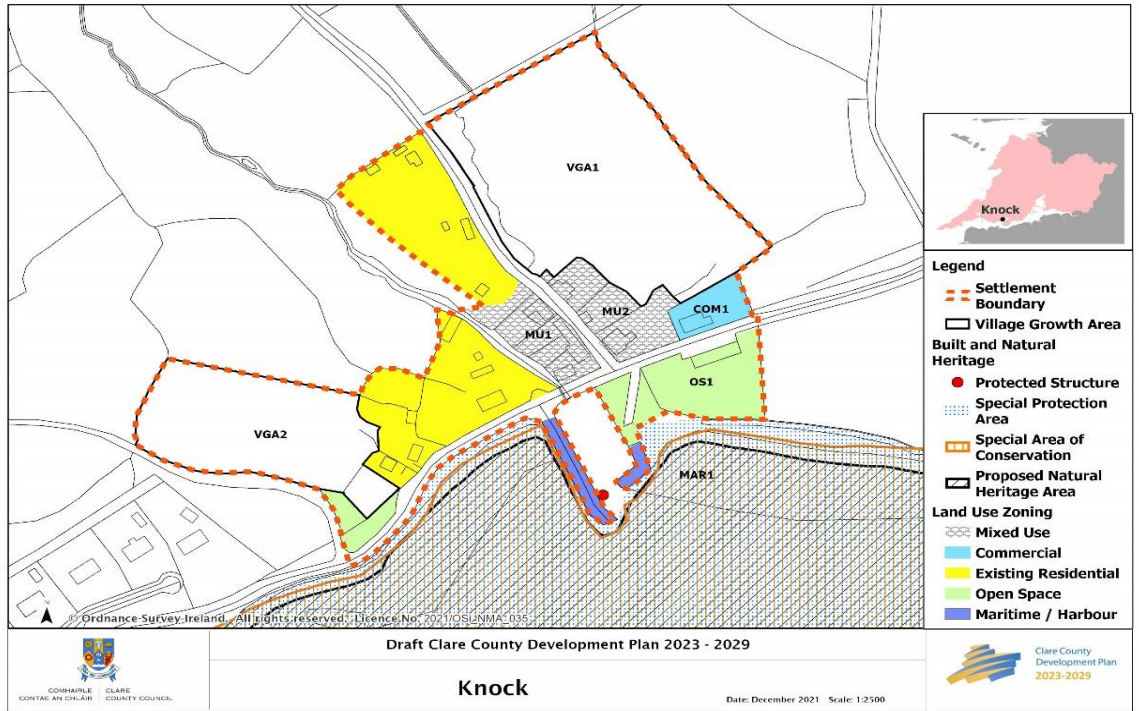 VGA1
MU2
COM1
MU1
OS1
VGA2
MAR1
© Ordnance Survey Ireland. All rights reserved. Licence No. 2021/OSi_NMA_035
Knock
Legend
Settlement
Boundary
Village Growth Area
Built and Natural
Heritage
Protected Structure
Special Protection
Area
Special Area of
Conservation
Proposed Natural
Heritage Area
Land Use Zoning
Mixed Use
Commercial
Existing Residential
Open Space
Maritime / Harbour
COMHAIRLE
CONTAE AN CHLÁIR
CLARE
COUNTY COUNCIL
Draft Clare County Development Plan 2023 - 2029
Knock
Date: December 2021 Scale: 1:2500
Clare County
Development Plan
2023-2029